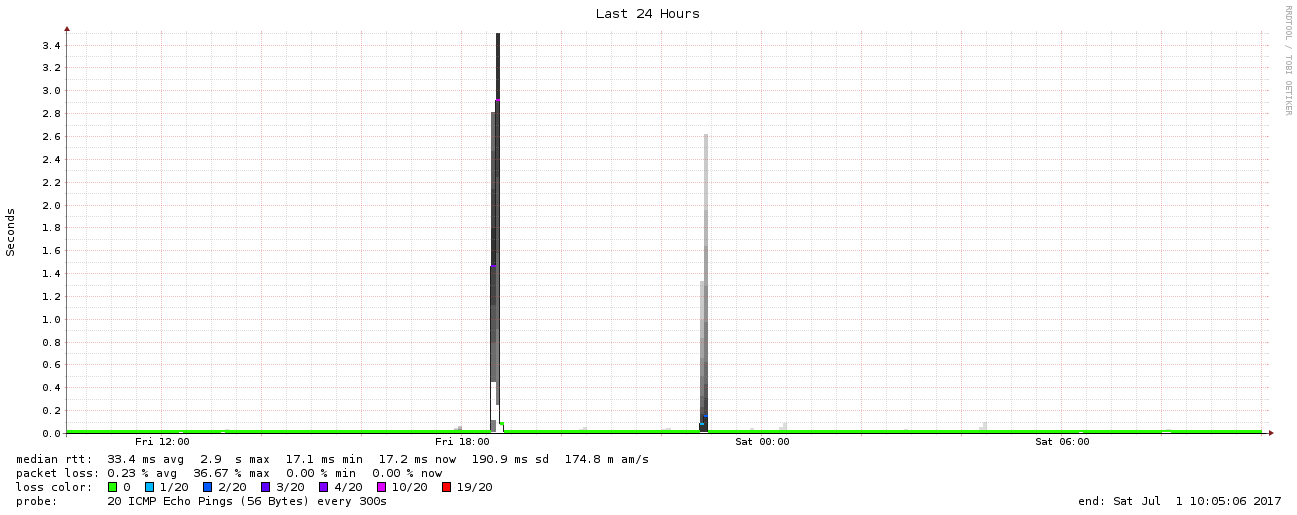 Last 24 Hours
RRDTOOL / TOBI OETIKER
Seconds
3.4
3.2
3.0
2.8
2.6
2.4
2.2
2.0
1.8
1.6
1.4
1.2
1.0
0.8
0.6
0.4
0.2
0.0
Fri 12:00 Fri 18:00 Sat 00:00 Sat 06:00
median rtt: 33.4 ms avg 2.9 s max 17.1 ms min 17.2 ms now 190.9 ms sd 174.8 m am/s
packet loss: 0.23 % avg 36.67 % max 0.00 % min 0.00 % now
loss color: 0 1/20 2/20 3/20 4/20 10/20 19/20
probe: 20 ICMP Echo Pings (56 Bytes) every 300s end: Sat Jul 1 10:05:06 2017